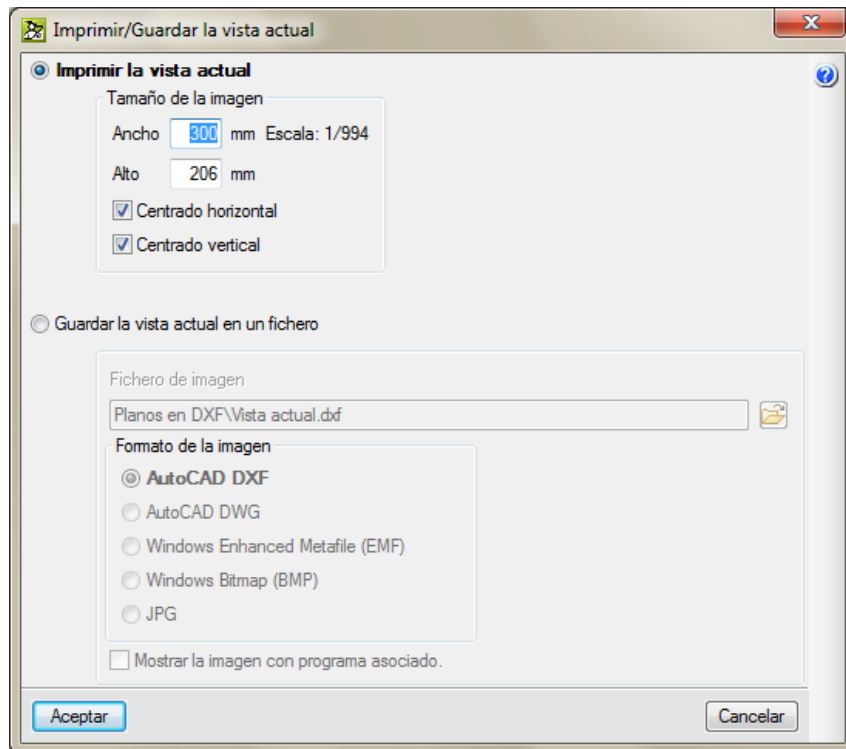 Imprimir/Guardar la vista actual
Imprimir la vista actual
Tamaño de la imagen
Ancho 300 mm Escala: 1/994
Alto 206 mm
Centrado horizontal
Centrado vertical
Guardar la vista actual en un fichero
Fichero de imagen
Planos en DXF\Vista actual.dxf
Formato de la imagen
AutoCAD DXF
AutoCAD DWG
Windows Enhanced Metafile (EMF)
Windows Bitmap (BMP)
JPG
Mostrar la imagen con programa asociado.
Aceptar Cancelar